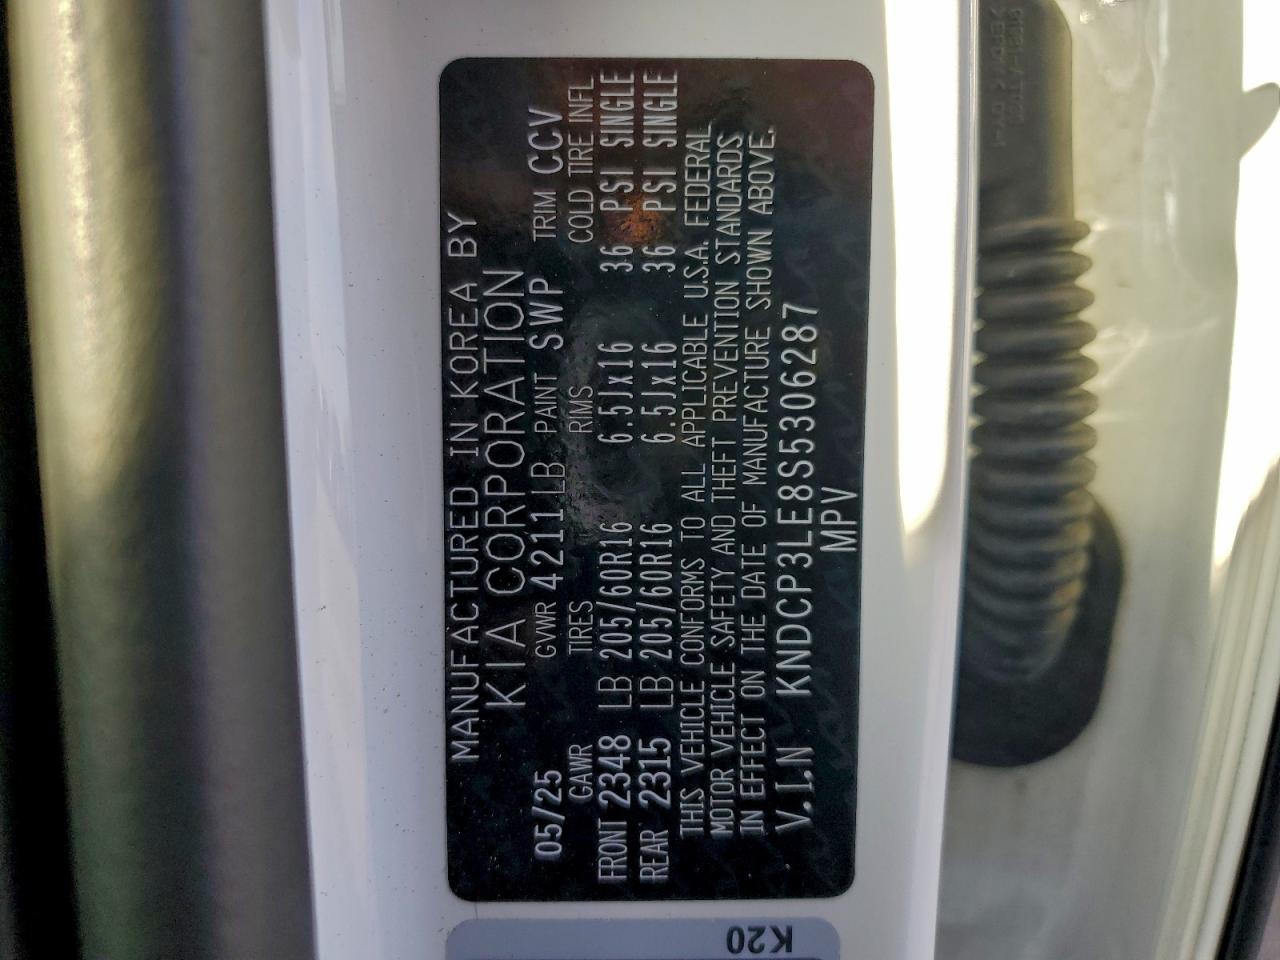 MANUFACTURED IN KOREA BY
KIA CORPORATION
05/25 GVWR 4211LB PAINT SWP TRIM CCV
GAWR TIRES RIMS COLD TIRE INFL
FRONT 2348 LB 205/60R16 6.5Jx16 36 PSI SINGLE
REAR 2315 LB 205/60R16 6.5Jx16 36 PSI SINGLE
THIS VEHICLE CONFORMS TO ALL APPLICABLE U.S.A. FEDERAL
MOTOR VEHICLE SAFETY AND THEFT PREVENTION STANDARDS
IN EFFECT ON THE DATE OF MANUFACTURE SHOWN ABOVE.
V.I.N KNDCP3LE8S5306287
MPV
K20